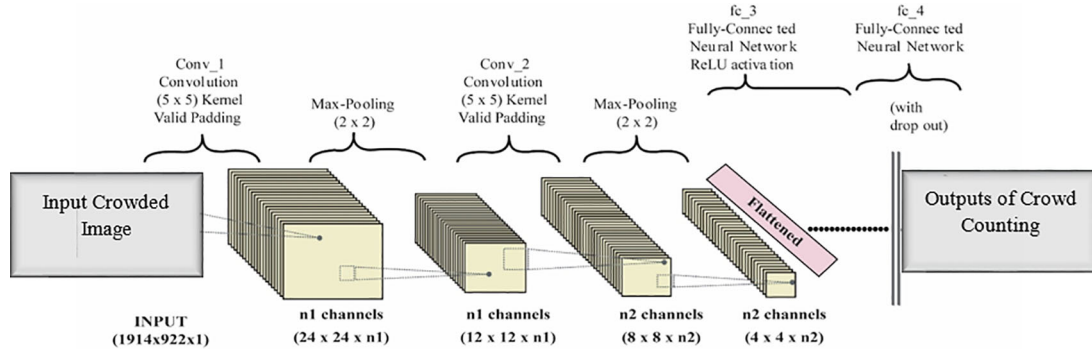 fc_3
Fully-Connec ted
Neural Network
ReLU activation
fc_4
Fully-Connec ted
Neural Network
Conv_1
Convolution
(5 x 5) Kernel
Valid Padding
Max-Pooling
(2 x 2)
Conv_2
Convolution
(5 x 5) Kernel
Valid Padding
Max-Pooling
(2 x 2)
(with
drop out)
Input Crowded
Image
Flattened
Outputs of Crowd
Counting
INPUT
(1914x922x1)
n1 channels
(24 x 24 x n1)
n1 channels
(12 x 12 x n1)
n2 channels
(8 x 8 x n2)
n2 channels
(4 x 4 x n2)